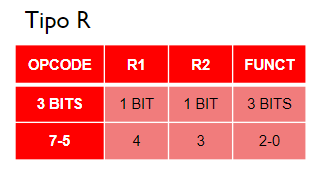 Tipo R
OPCODE R1 R2 FUNCT
3 BITS 1 BIT 1 BIT 3 BITS
7-5 4 3 2-0